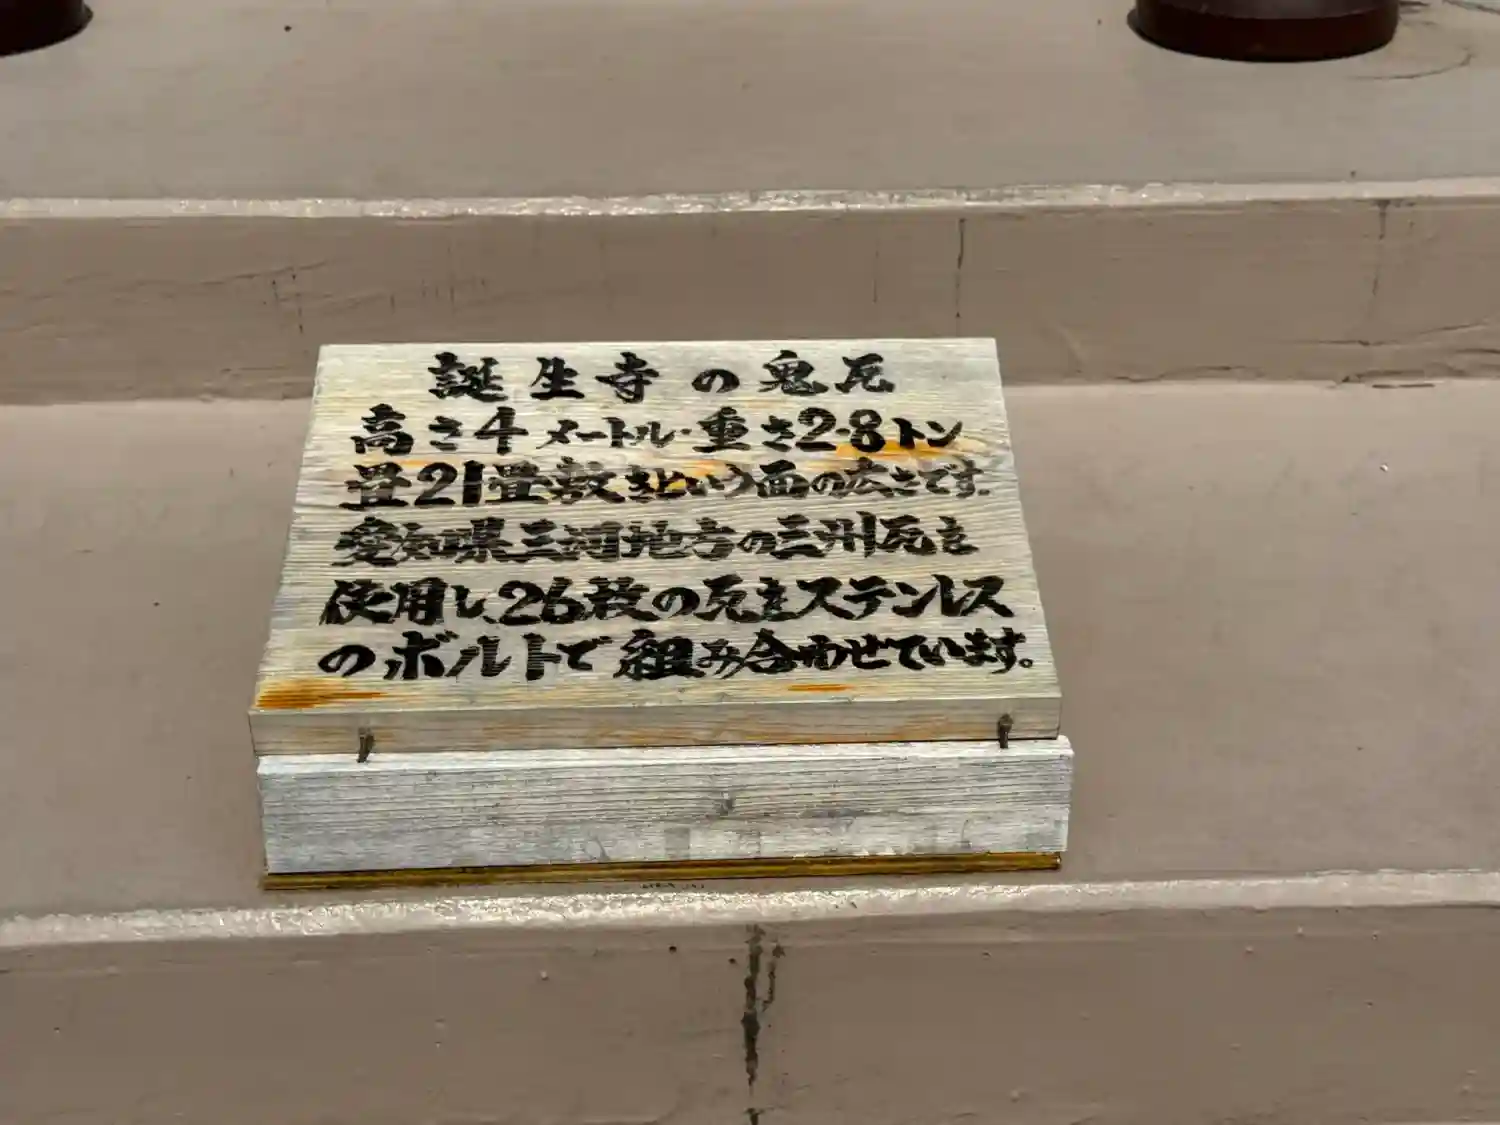 誕生寺の鬼瓦
高さ4メートル・重さ2.8トン
畳21畳敷きという面の広さです。
愛知県三河地方の三州瓦を
使用し、26枚の瓦をステンレス
のボルトで組み合わせています。